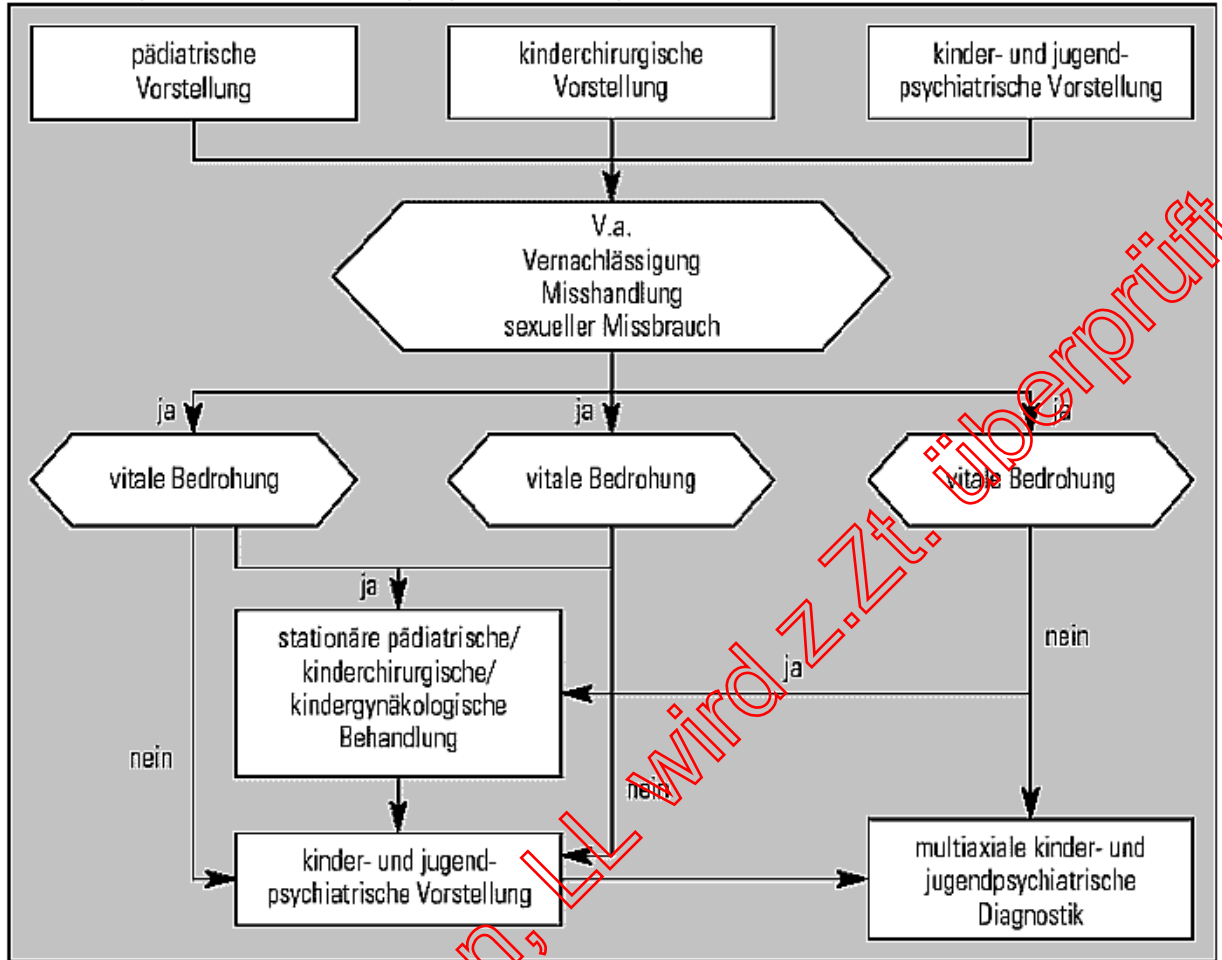 pädiatrische
Vorstellung
kinderchirurgische
Vorstellung
kinder- und jugend-
psychiatrische Vorstellung
V.a.
Vernachlässigung
Misshandlung
sexueller Missbrauch
ja
ja
ja
vitale Bedrohung
vitale Bedrohung
vitale Bedrohung
ja
stationäre pädiatrische/
kinderchirurgische/
kindergynäkologische
Behandlung
nein
ja
nein
nein
kinder- und jugend-
psychiatrische Vorstellung
multiaxiale kinder- und
jugendpsychiatrische
Diagnostik
LL wird z.Zt. überprüft